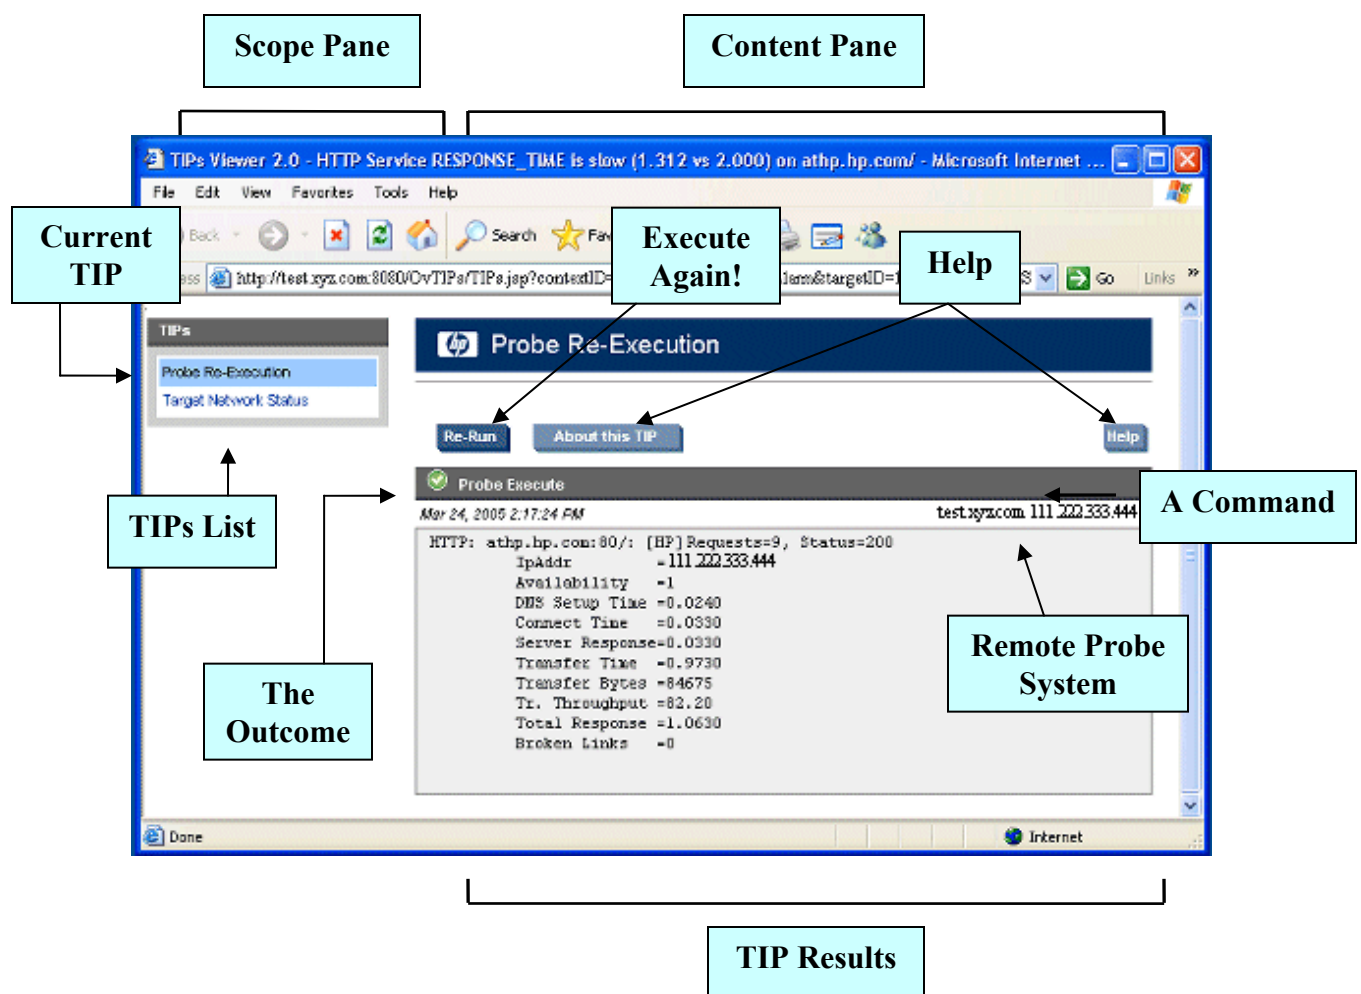 Scope Pane
Content Pane
TIPs Viewer 2.0 - HTTP Service RESPONSE_TIME is slow (1.312 vs 2.000) on athp.hp.com/ - Microsoft Internet ...
File Edit View Favorites Tools Help
Current
TIP
Back
Search
Fav
Execute
Again!
Help
ess http://test.xyz.com:8080/OvTIPs/TIPs.jsp?contextID= larm&targetID=1 S Go Links »
TIPs
Probe Re-Execution
Target Network Status
hp Probe Re-Execution
Re-Run
About this TIP
Help
Probe Execute
A Command
TIPs List
Mar 24, 2005 2:17:24 PM
test.xyz.com 111.222.333.444
HTTP: athp.hp.com:80/: [HP] Requests=9, Status=200
IpAddr =111.222.333.444
Availability =1
DNS Setup Time =0.0240
Connect Time =0.0330
Server Response=0.0330
Transfer Time =0.9730
Transfer Bytes =84675
Tr. Throughput =82.20
Total Response =1.0630
Broken Links =0
Remote Probe
System
The
Outcome
Done
Internet
TIP Results